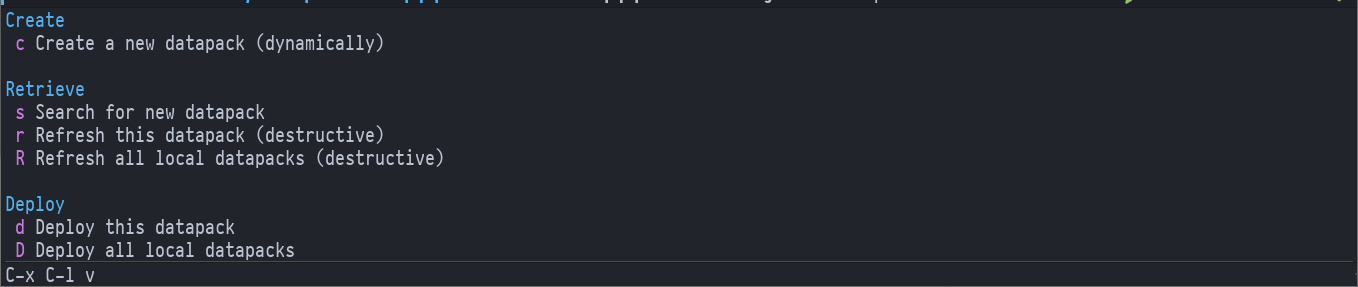 Create
c Create a new datapack (dynamically)
Retrieve
s Search for new datapack
r Refresh this datapack (destructive)
R Refresh all local datapacks (destructive)
Deploy
d Deploy this datapack
D Deploy all local datapacks
C-x C-l v